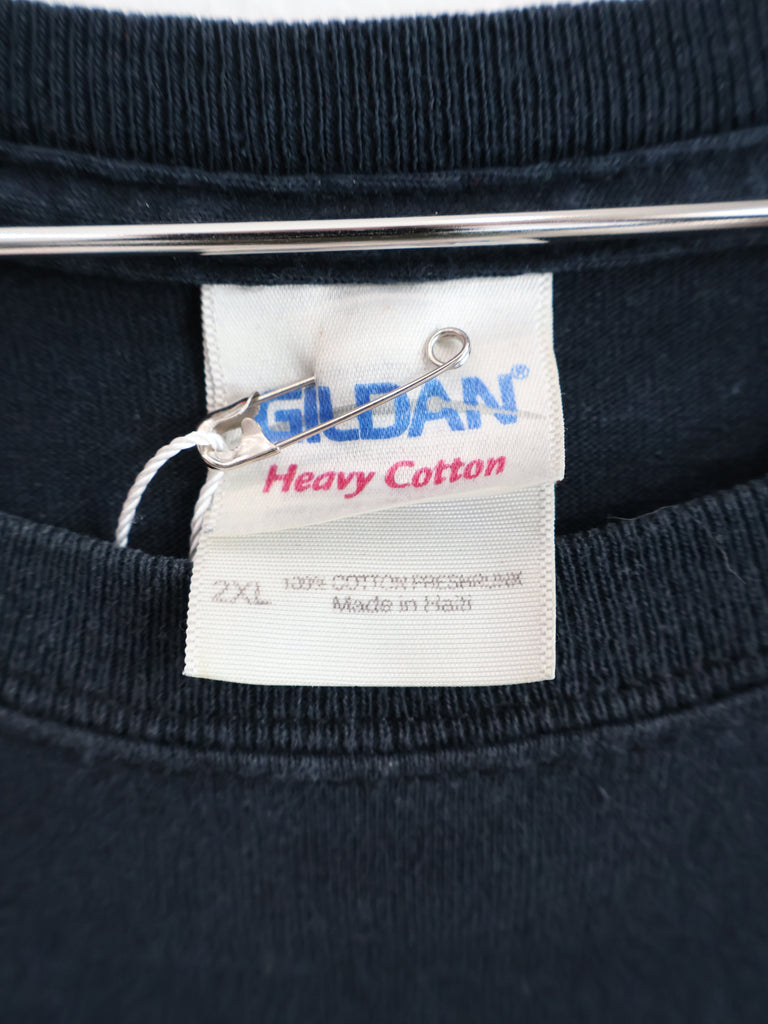 GILDAN®
Heavy Cotton
2XL 100% COTTON PRESHRUNK
Made in Haiti